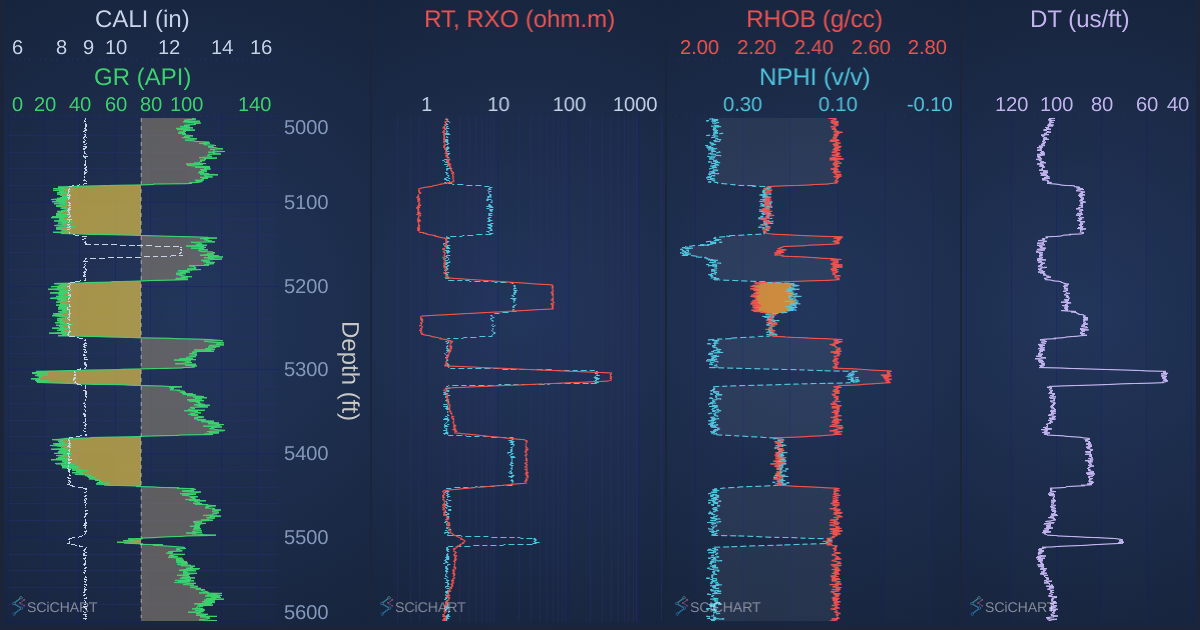 CALI (in)
6 8 9 10 12 14 16
GR (API)
0 20 40 60 80 100 140
RT, RXO (ohm.m)
1 10 100 1000
RHOB (g/cc)
2.00 2.20 2.40 2.60 2.80
NPHI (v/v)
0.30 0.10 -0.10
DT (us/ft)
120 100 80 60 40
5000
5100
5200
5300
5400
5500
5600
Depth (ft)
SCiCHART
SCiCHART
SCiCHART
SCiCHART